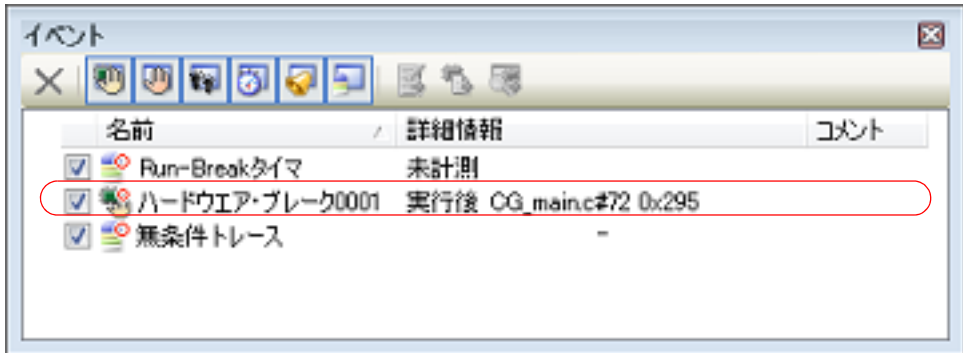 イベント
名前 詳細情報 コメント
Run-Breakタイマ 未計測
ハードウエア・ブレーク0001 実行後 CG_main.c#72 0x295
無条件トレース -